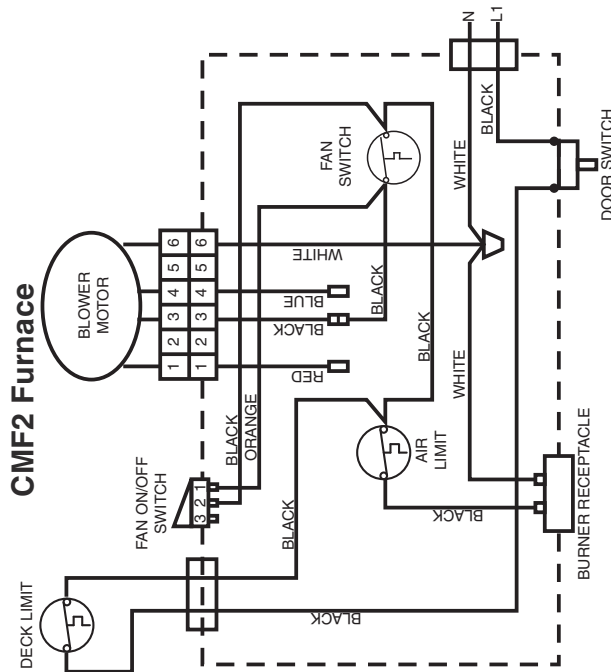 CMF2 Furnace
BLOWER
MOTOR
1 2 3 4 5 6
1 2 3 4 5 6
FAN ON/OFF
SWITCH
3 2 1
DECK LIMIT
RED
BLACK
BLUE
WHITE
BLACK
ORANGE
FAN
SWITCH
BLACK
BLACK
BLACK
AIR
LIMIT
BLACK
WHITE
WHITE
BLACK
N
L1
BLACK
BURNER RECEPTACLE
DOOR SWITCH